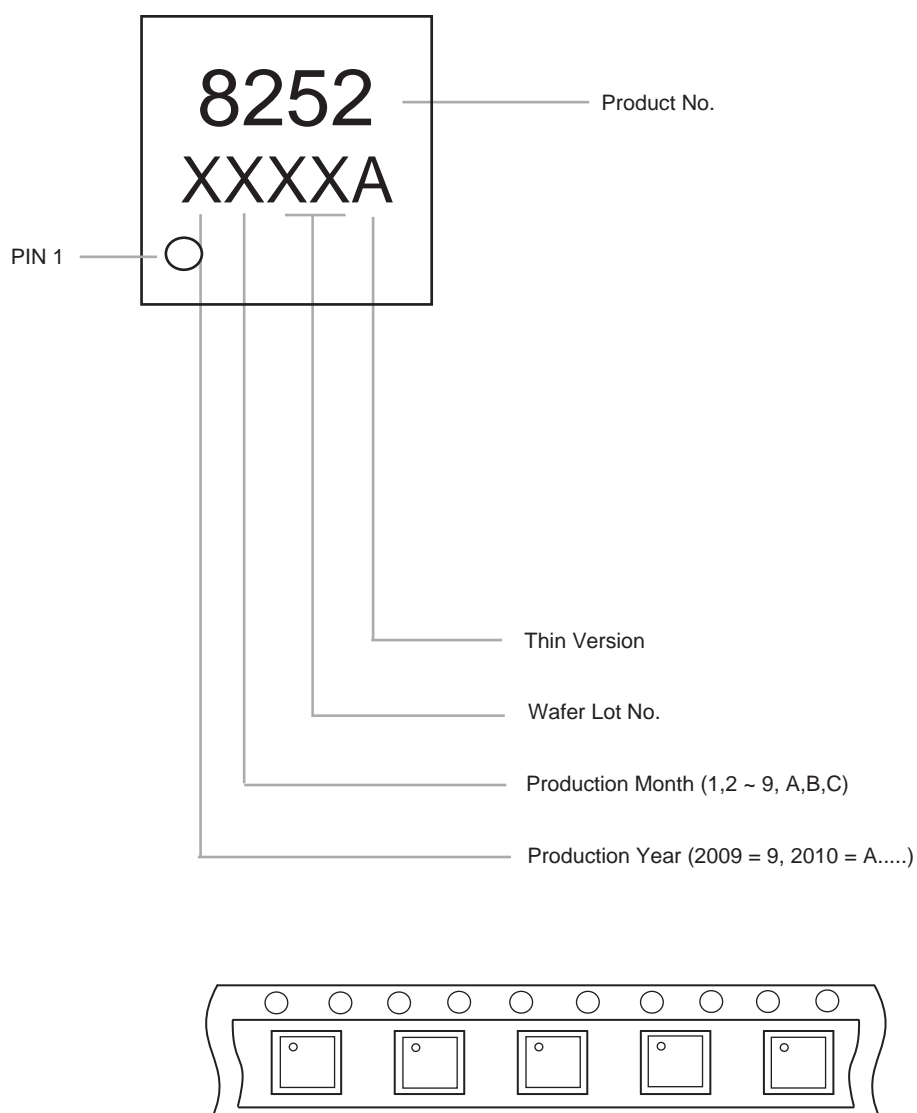 8252
Product No.
XXXXA
PIN 1
Thin Version
Wafer Lot No.
Production Month (1,2 ~ 9, A,B,C)
Production Year (2009 = 9, 2010 = A.....)